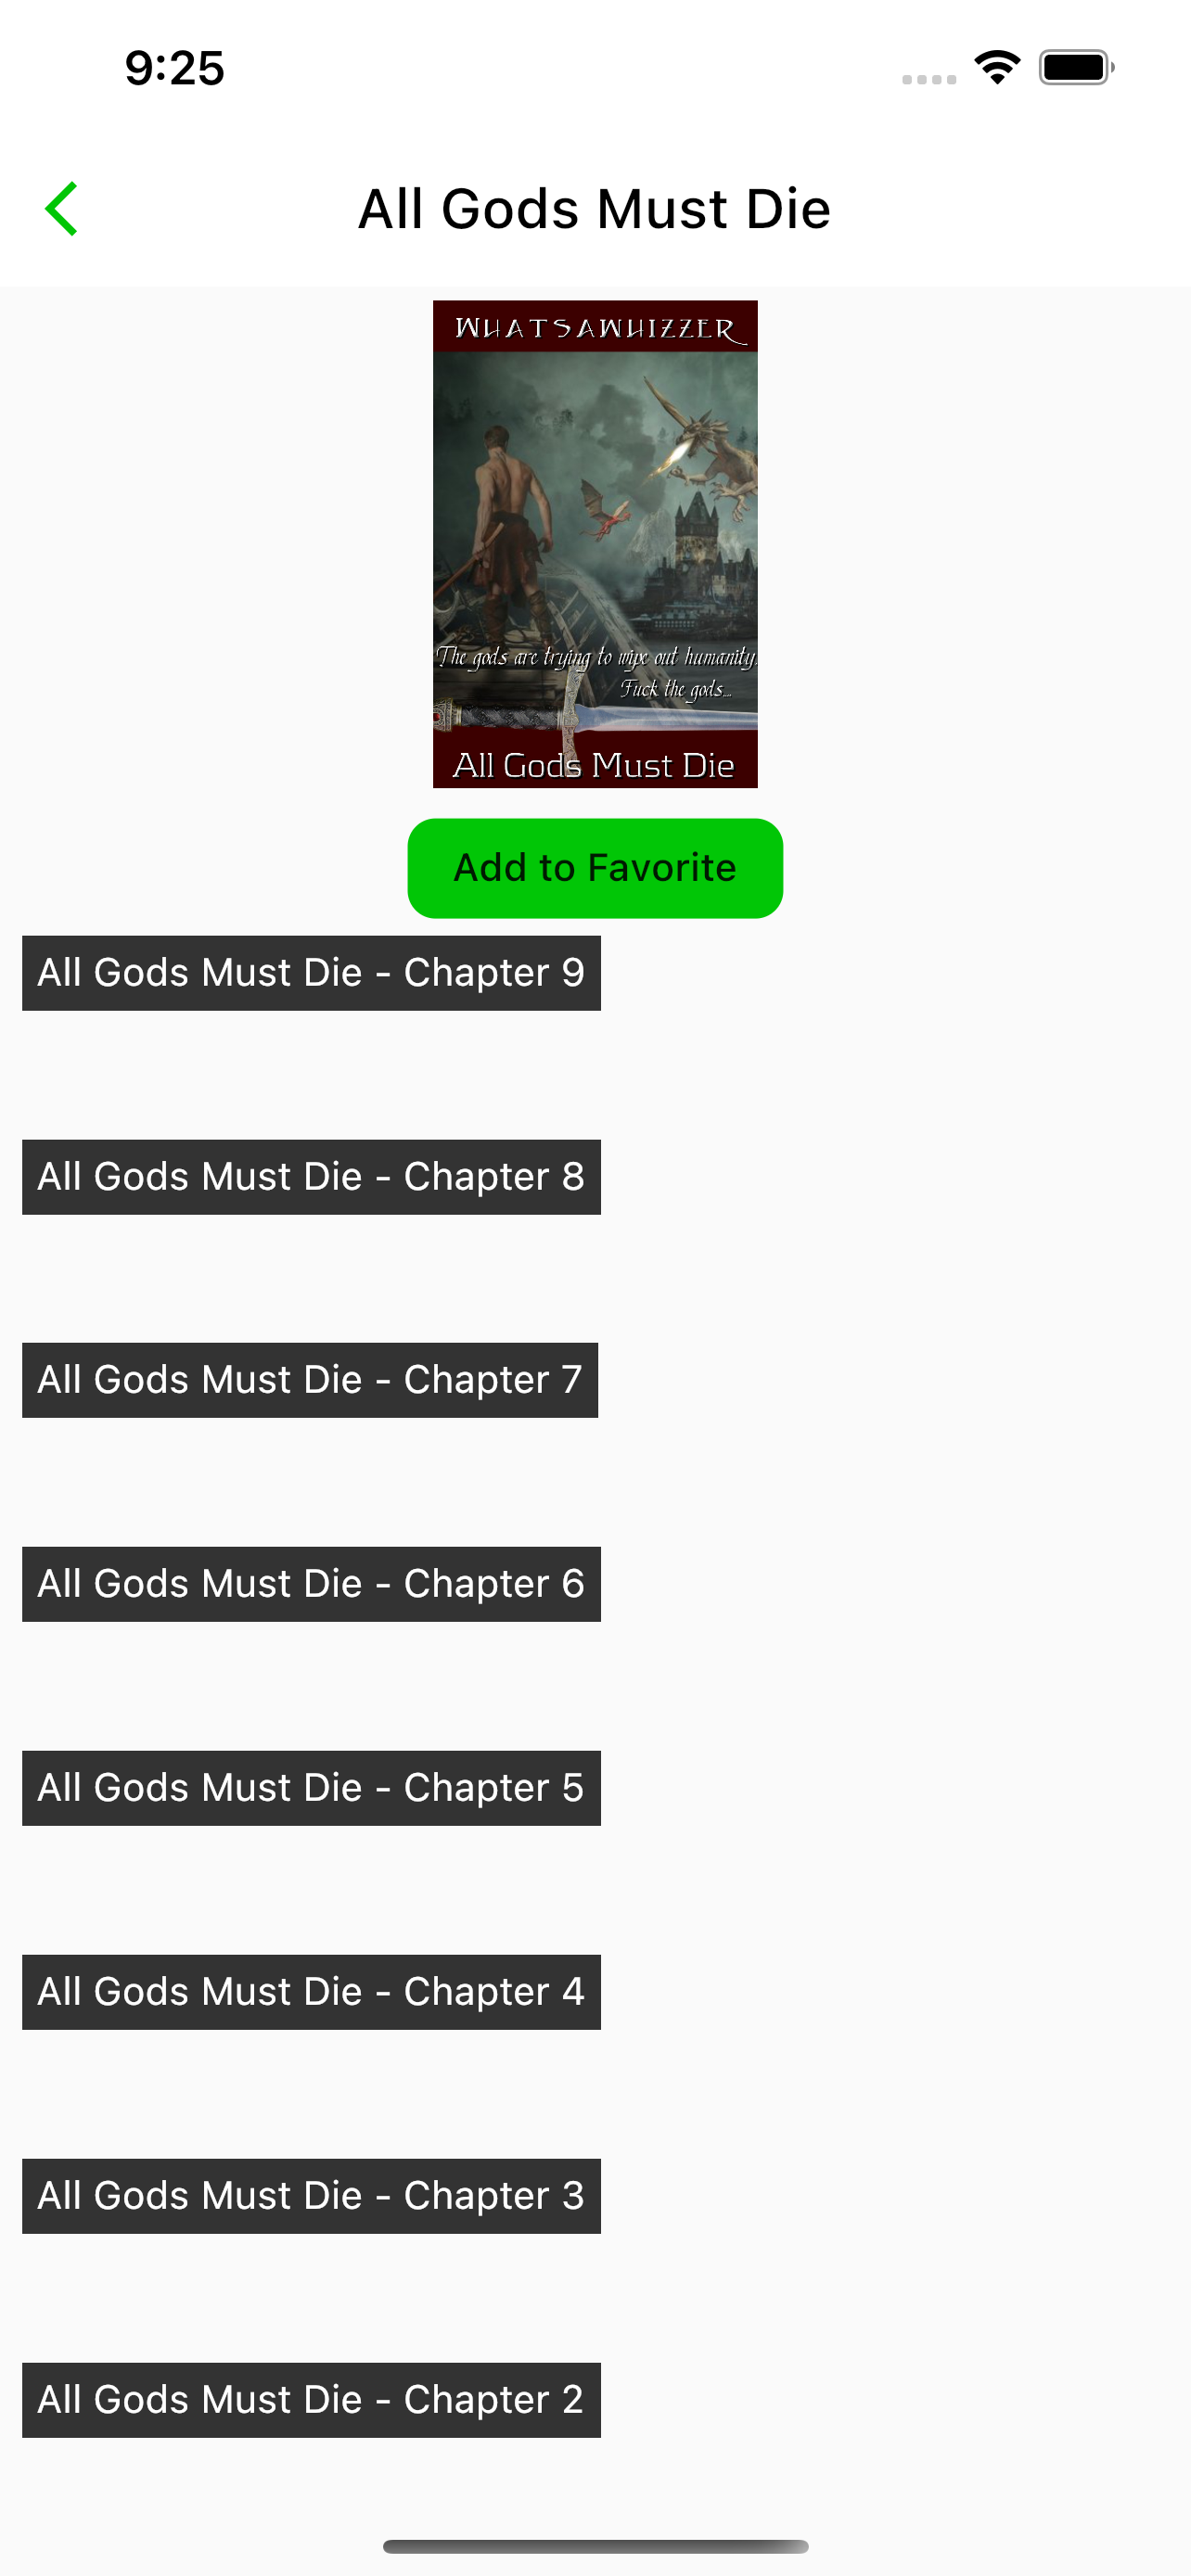 9:25
All Gods Must Die
WHATSAWHIZZER
The gods are trying to wipe out humanity.
Fuck the gods...
All Gods Must Die
Add to Favorite
All Gods Must Die - Chapter 9
All Gods Must Die - Chapter 8
All Gods Must Die - Chapter 7
All Gods Must Die - Chapter 6
All Gods Must Die - Chapter 5
All Gods Must Die - Chapter 4
All Gods Must Die - Chapter 3
All Gods Must Die - Chapter 2